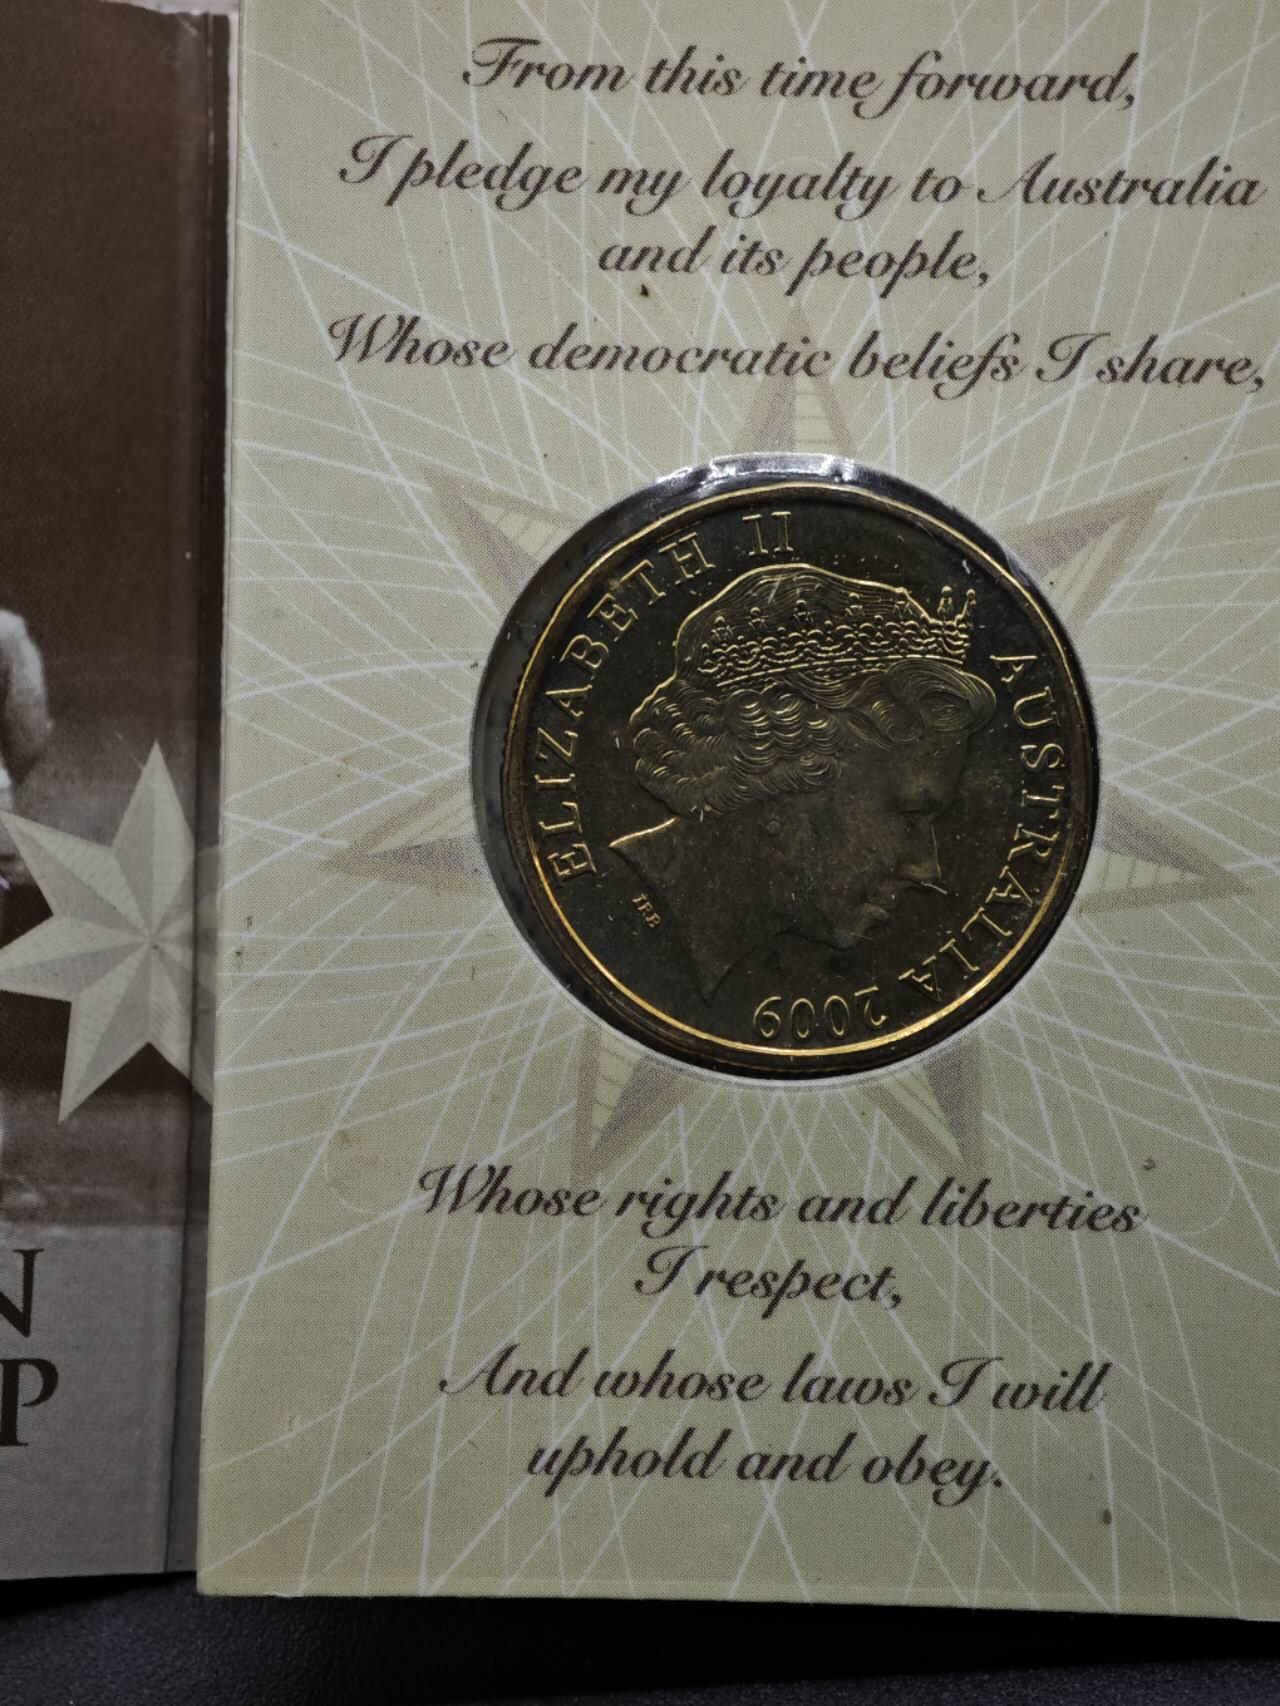 From this time forward,
I pledge my loyalty to Australia
and its people,
Whose democratic beliefs I share,
ELIZABETH II
AUSTRALIA
2009
IRB
Whose rights and liberties
I respect,
And whose laws I will
uphold and obey.
N
P